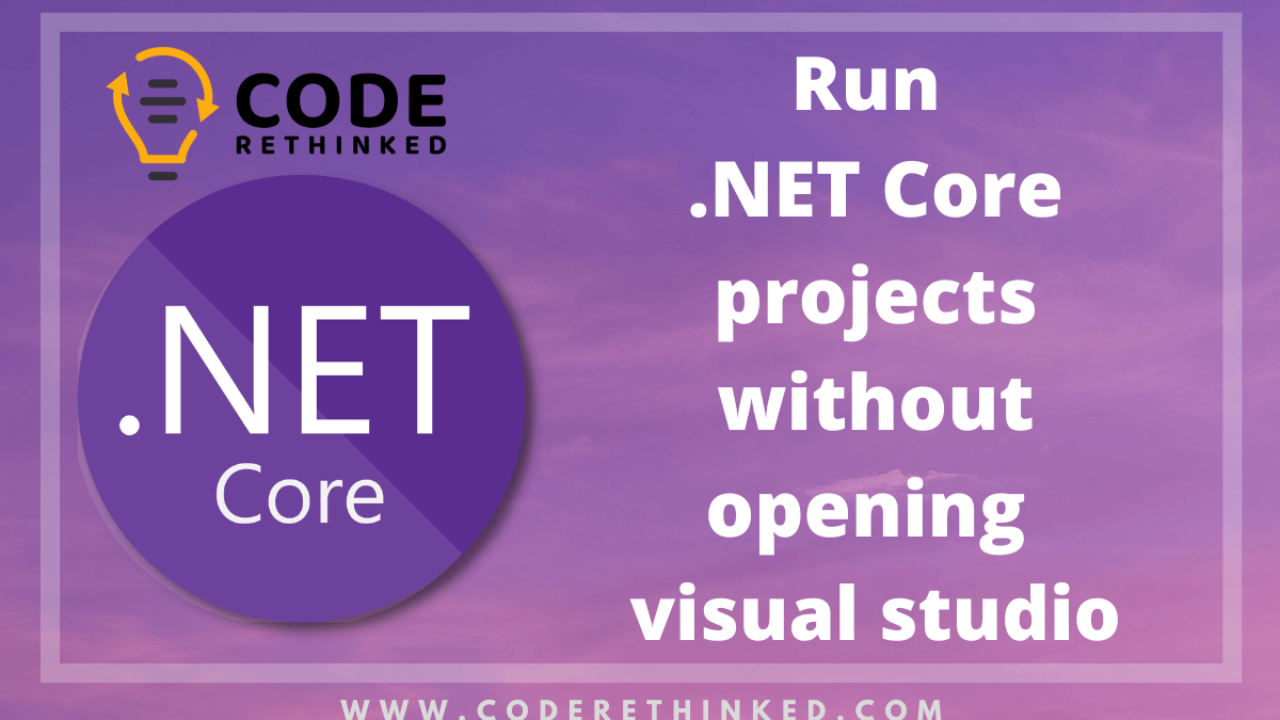 CODE
RETHINKED
.NET
Core
Run
.NET Core
projects
without
opening
visual studio
WWW.CODERETHINKED.COM